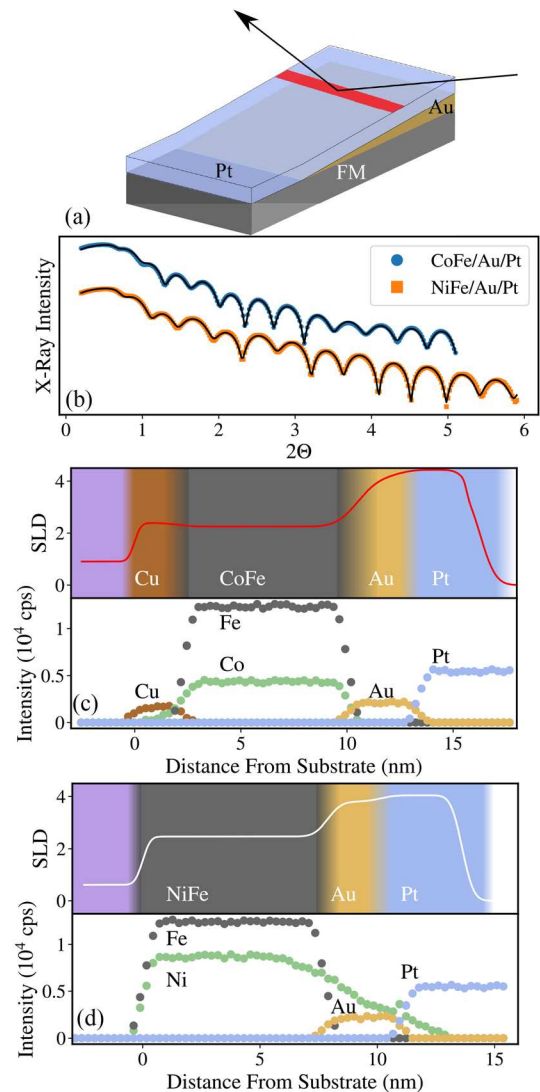 Au
Pt
FM
(a)
X-Ray Intensity
CoFe/Au/Pt
NiFe/Au/Pt
(b)
0 1 2 3 4 5 6
2Θ
SLD
4
2
0
Cu CoFe Au Pt
Intensity (10⁴ cps)
1
0.5
0
Fe
Co
Cu
Au
Pt
(c)
0 5 10 15
Distance From Substrate (nm)
SLD
4
2
0
NiFe Au Pt
Intensity (10⁴ cps)
1
0.5
0
Fe
Ni
Au
Pt
(d)
0 5 10 15
Distance From Substrate (nm)